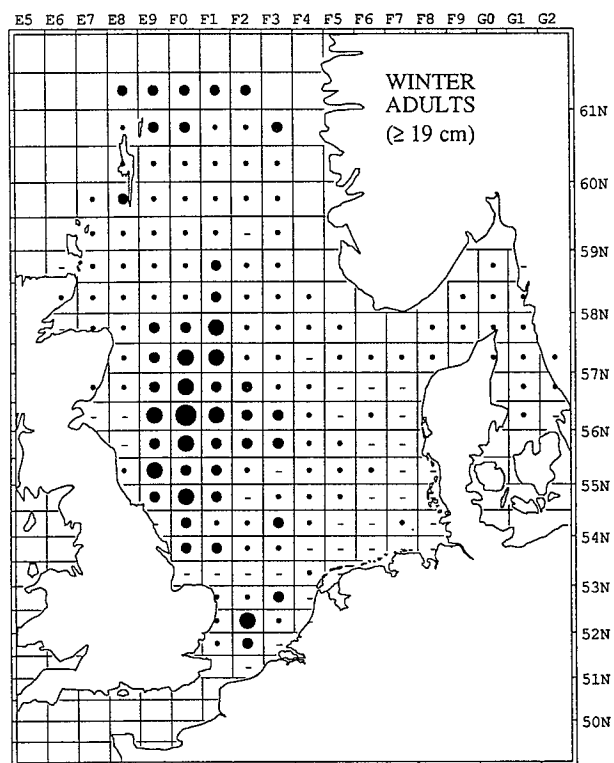 E5 E6 E7 E8 E9 F0 F1 F2 F3 F4 F5 F6 F7 F8 F9 G0 G1 G2
WINTER
ADULTS
(≥ 19 cm)
61N
60N
59N
58N
57N
56N
55N
54N
53N
52N
51N
50N